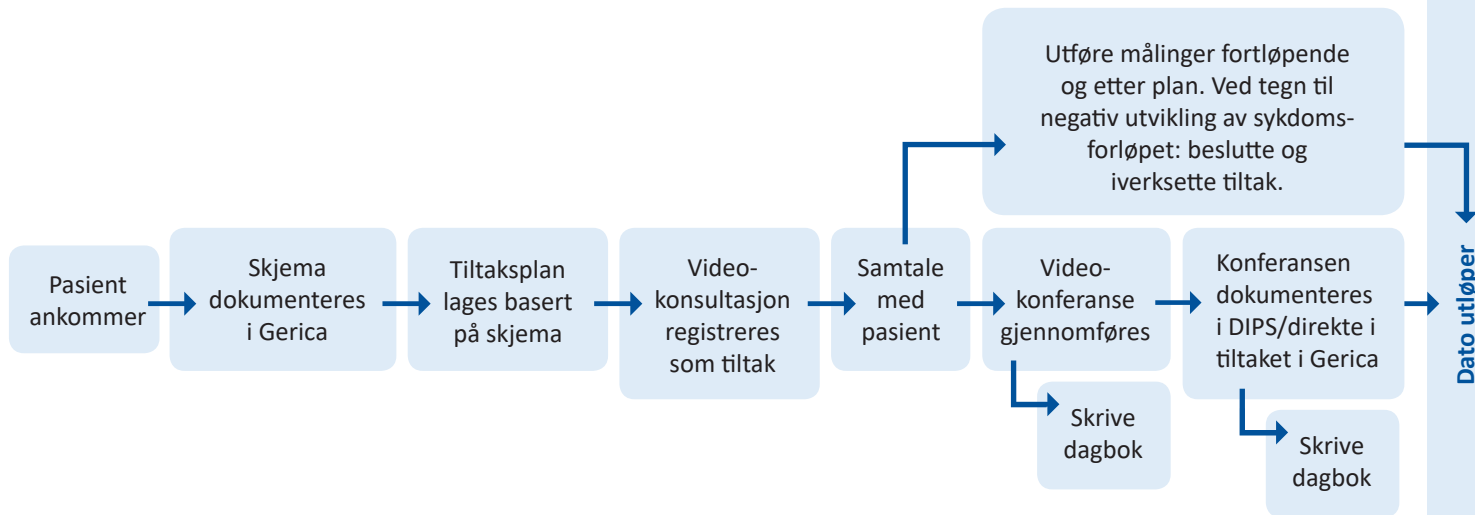 Utføre målinger fortløpende
og etter plan. Ved tegn til
negativ utvikling av sykdoms-
forløpet: beslutte og
iverksette tiltak.
Pasient
ankommer
Skjema
dokumenteres
i Gerica
Tiltaksplan
lages basert
på skjema
Video-
konsultasjon
registreres
som tiltak
Samtale
med
pasient
Video-
konferanse
gjennomføres
Konferansen
dokumenteres
i DIPS/direkte i
tiltaket i Gerica
Dato utløper
Skrive
dagbok
Skrive
dagbok